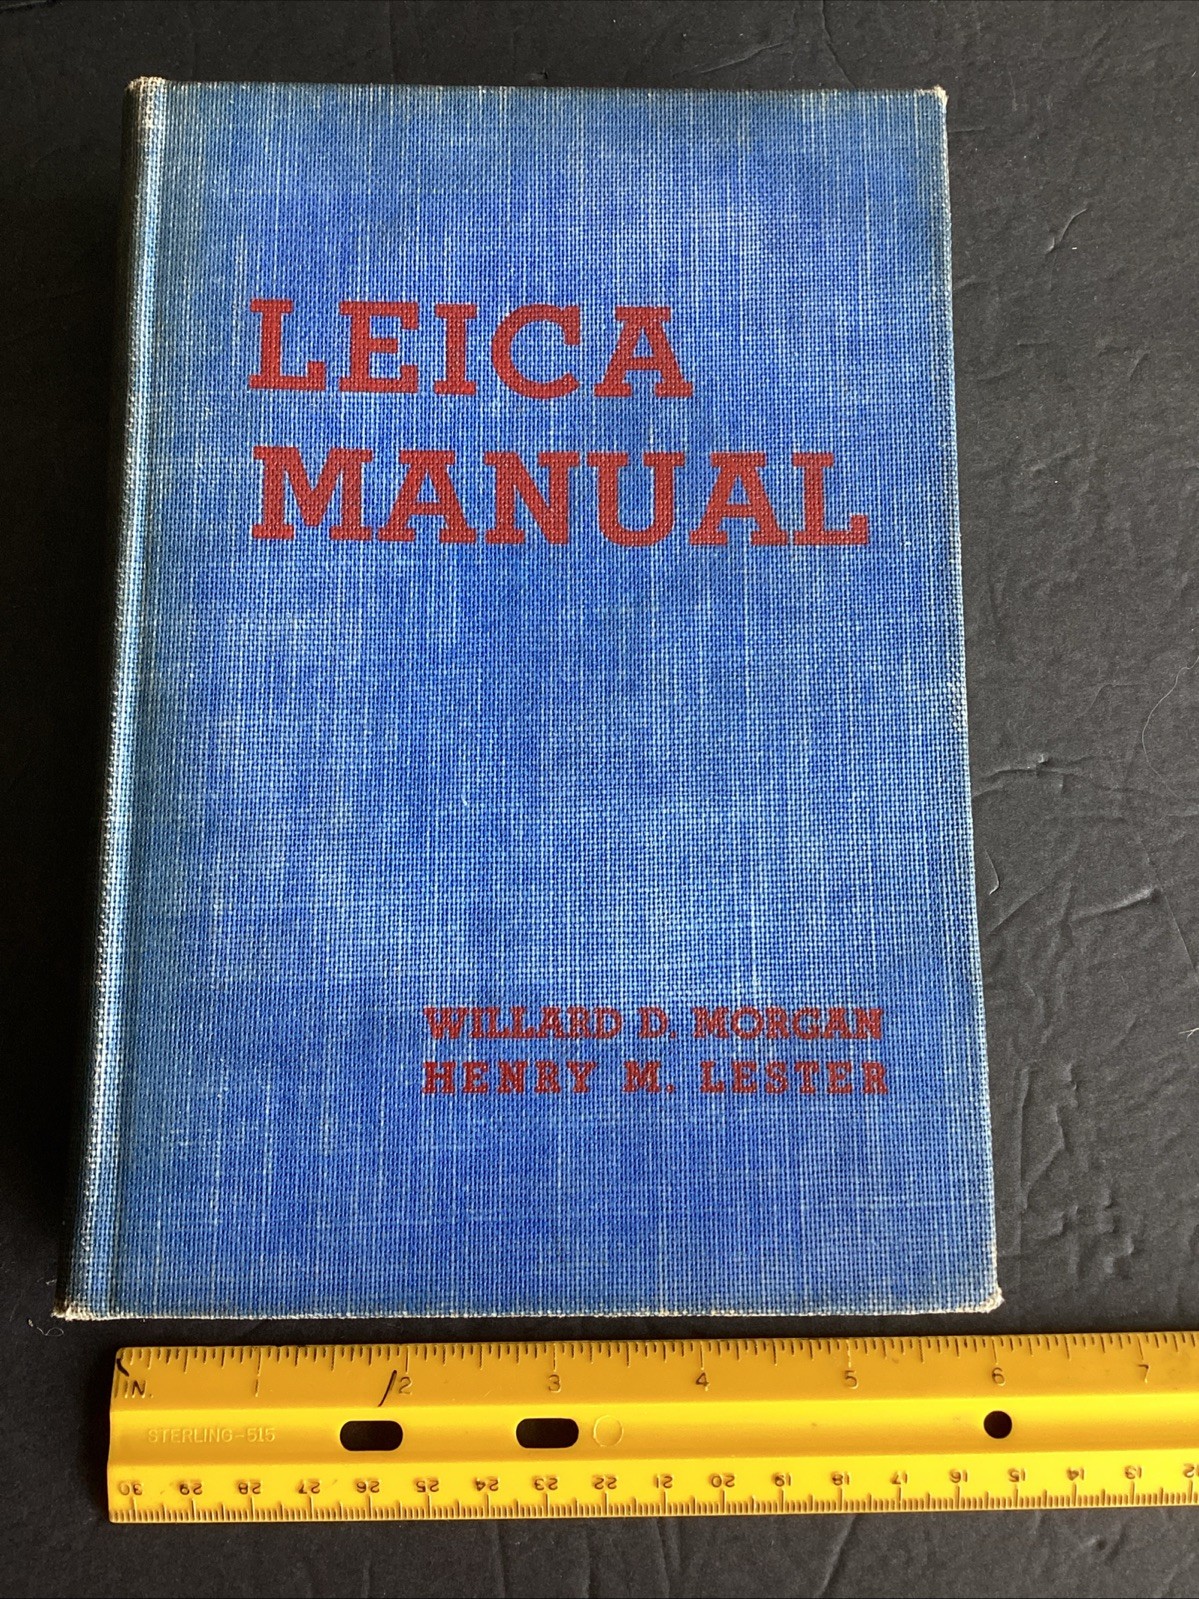 LEICA
MANUAL
WILLARD D. MORGAN
HENRY M. LESTER
IN. 1 2 3 4 5 6 7
STERLING-515
30 29 28 27 26 25 24 23 22 21 20 19 18 17 16 15 14 13 12